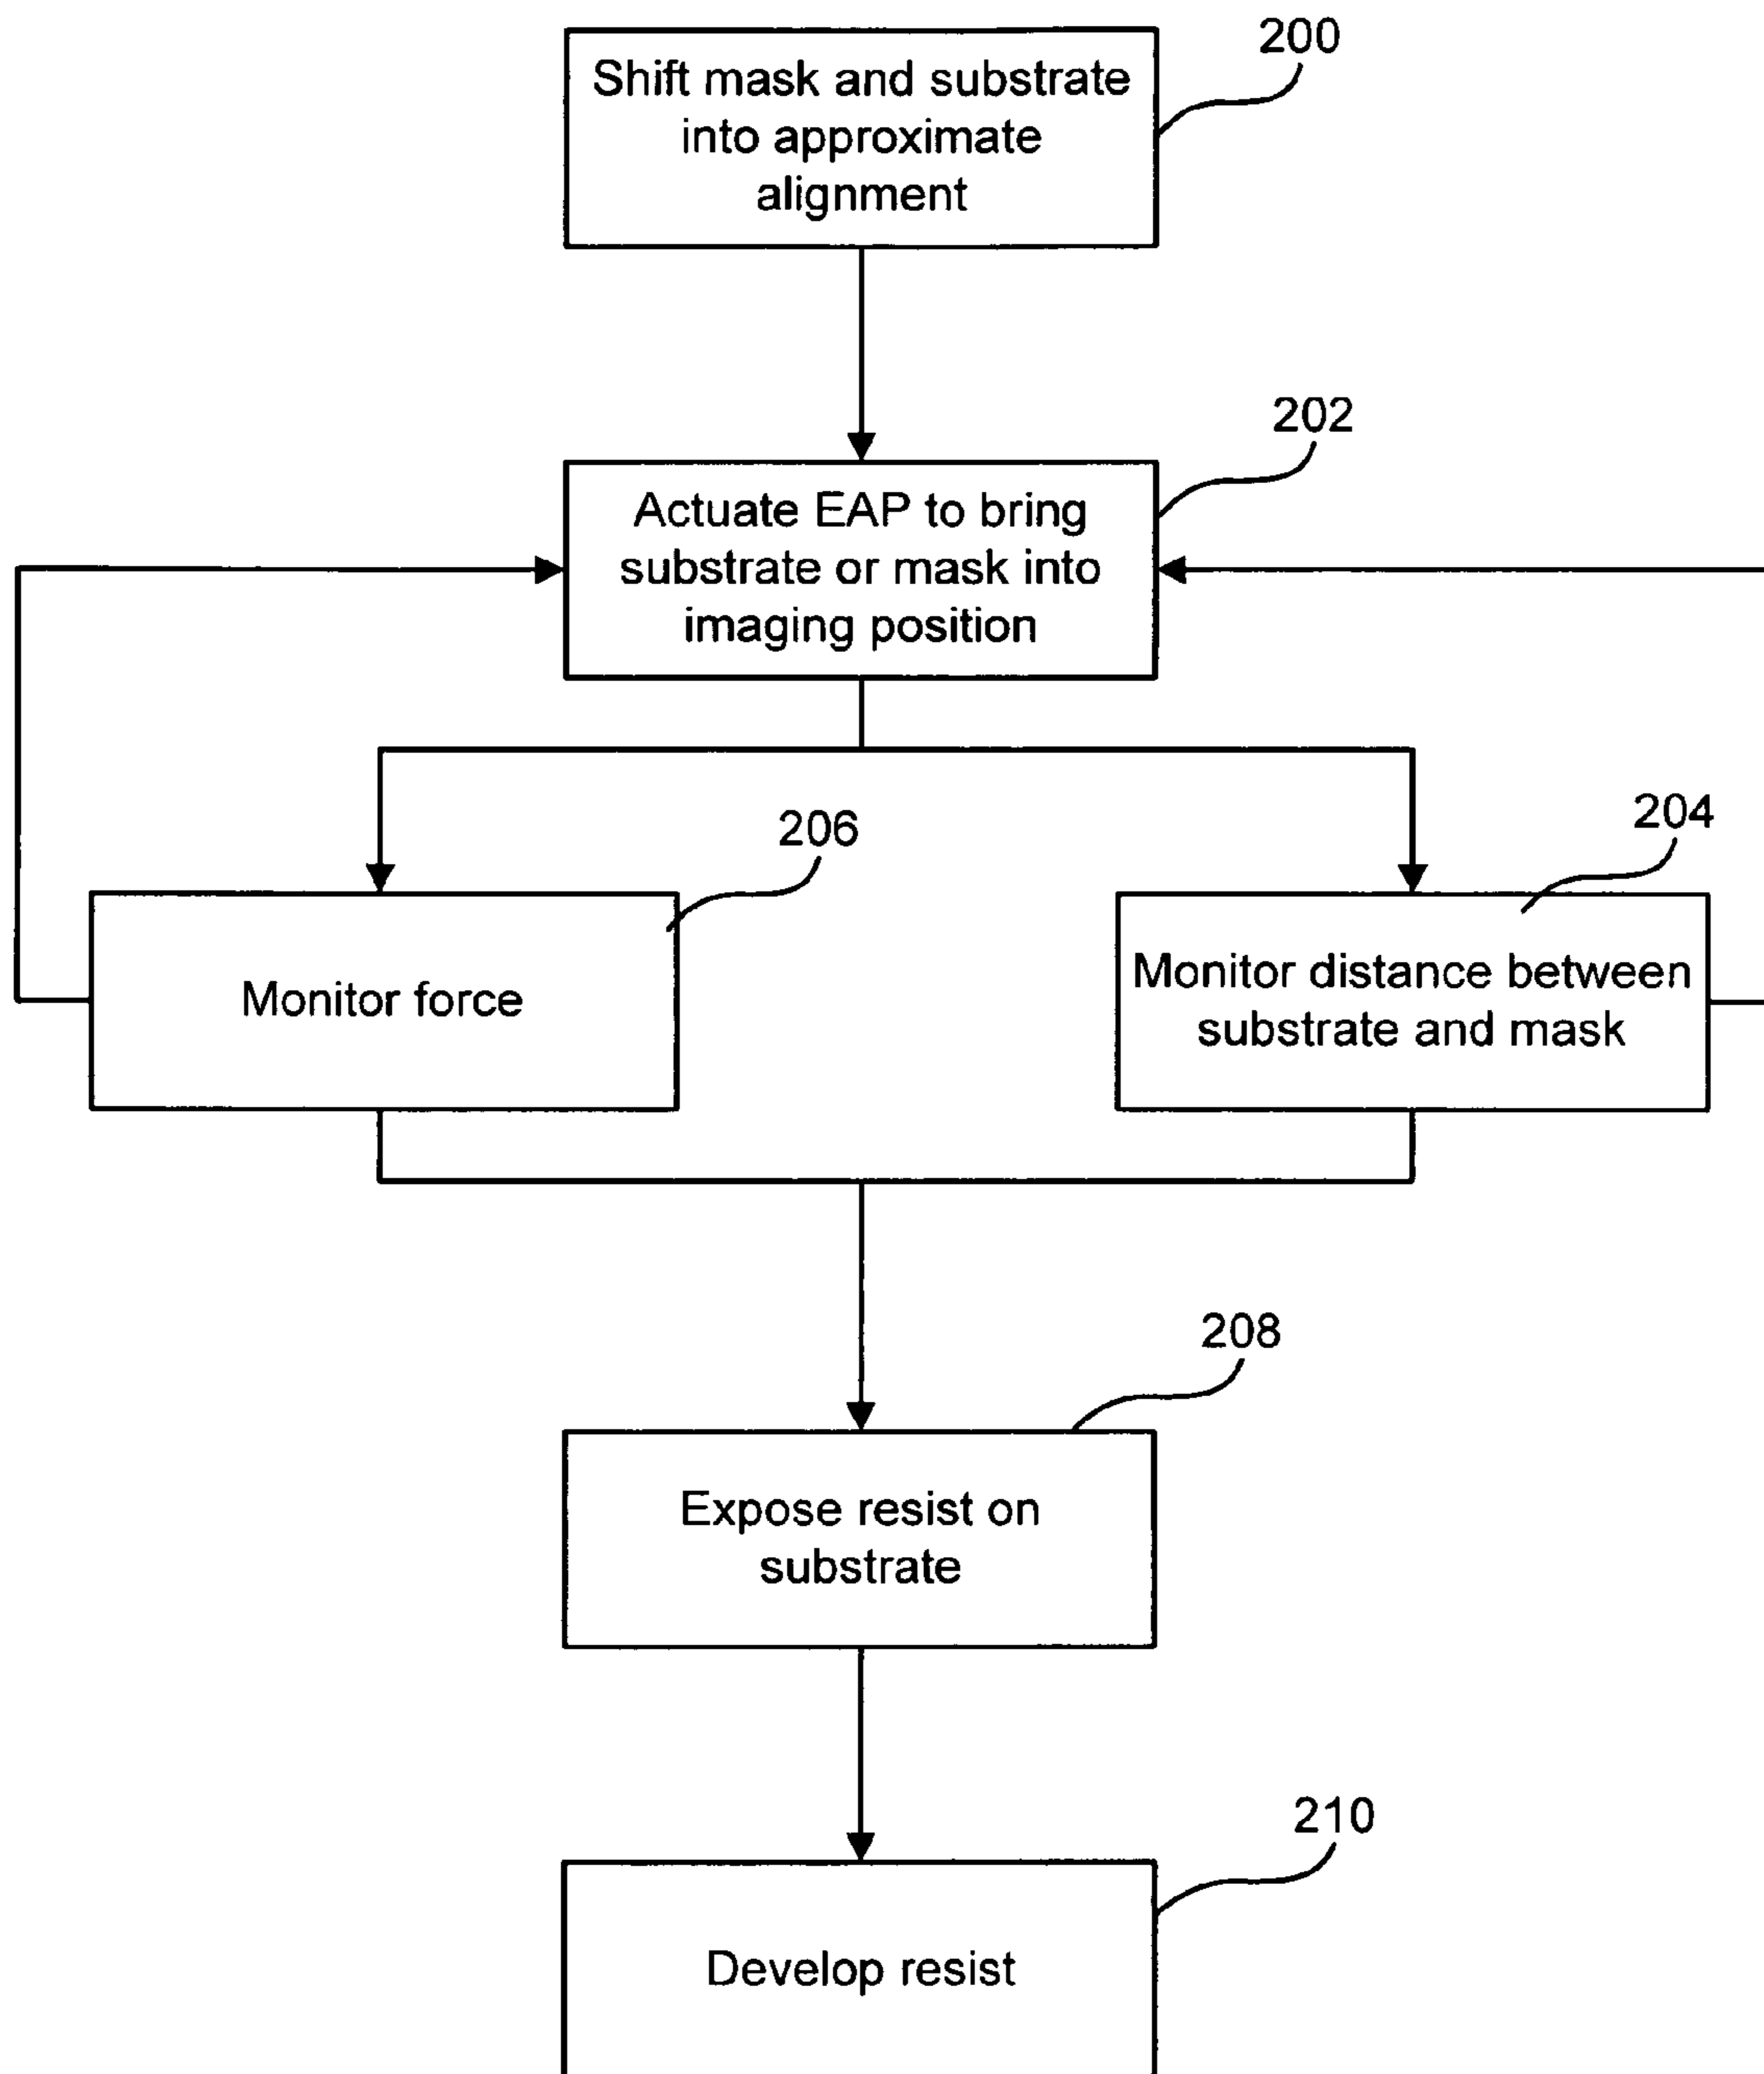 200
Shift mask and substrate
into approximate
alignment
202
Actuate EAP to bring
substrate or mask into
imaging position
206
Monitor force
204
Monitor distance between
substrate and mask
208
Expose resist on
substrate
210
Develop resist